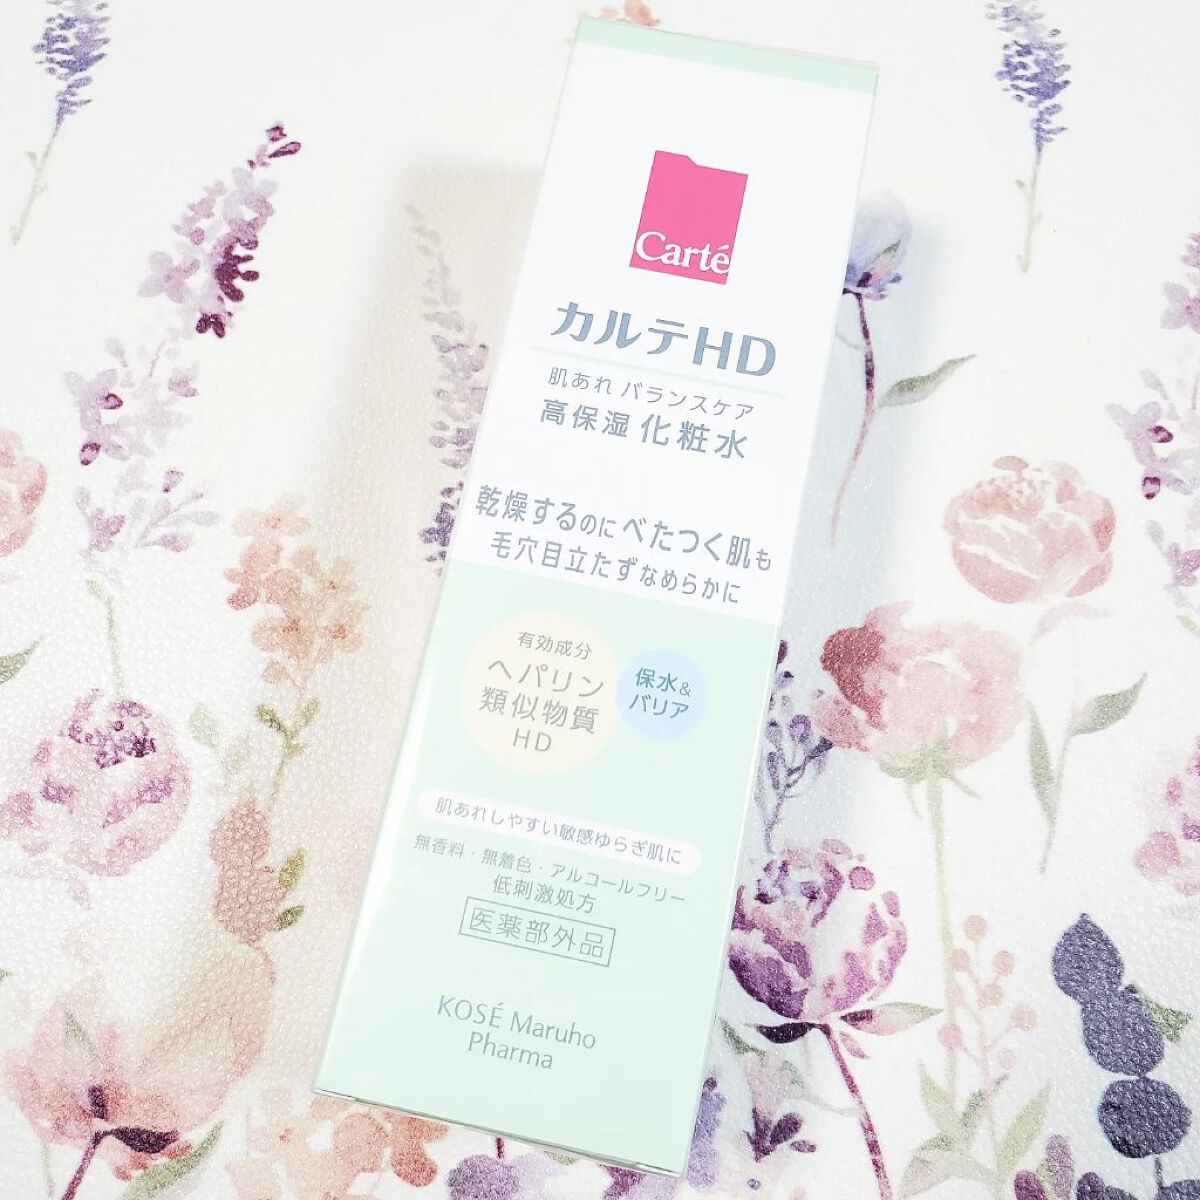 Carté
カルテHD
肌あれ バランスケア
高保湿 化粧水
乾燥するのにべたつく肌も
毛穴目立たずなめらかに
有効成分
ヘパリン
類似物質
HD
保水&
バリア
肌あれしやすい敏感ゆらぎ肌に
無香料・無着色・アルコールフリー
低刺激処方
医薬部外品
KOSÉ Maruho
Pharma